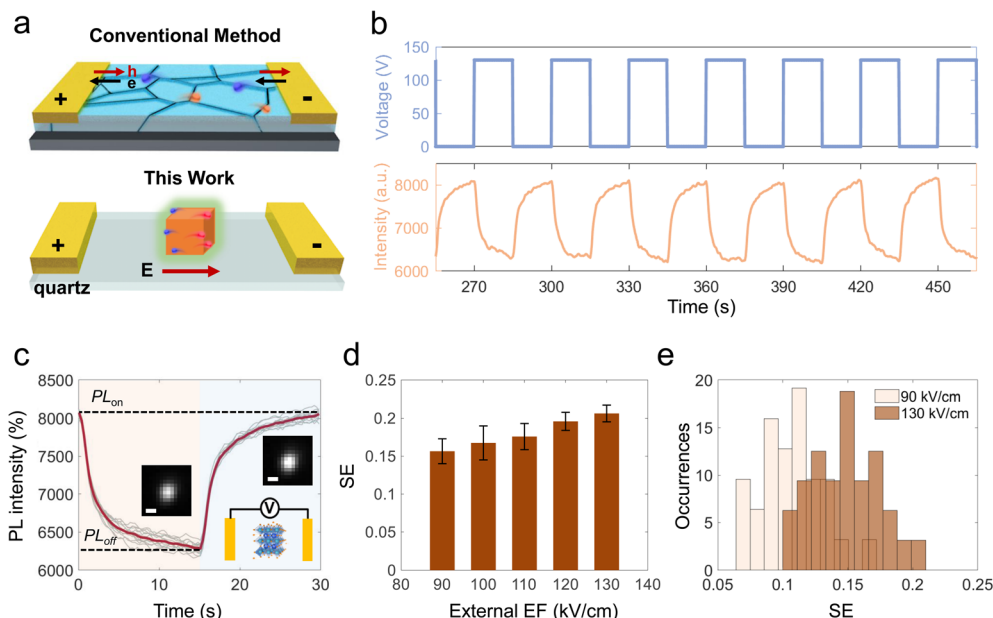 a
Conventional Method
h
e
+
-
This Work
+
-
E
quartz
b
Voltage (V)
150
100
50
0
Intensity (a.u.)
8000
7000
6000
270 300 330 360 390 420 450
Time (s)
c
PL intensity (%)
8500
8000
7500
7000
6500
6000
PLon
PLoff
V
0 10 20 30
Time (s)
d
SE
0.25
0.2
0.15
0.1
0.05
0
80 90 100 110 120 130 140
External EF (kV/cm)
e
Occurrences
20
15
10
5
0
90 kV/cm
130 kV/cm
0.05 0.1 0.15 0.2 0.25
SE